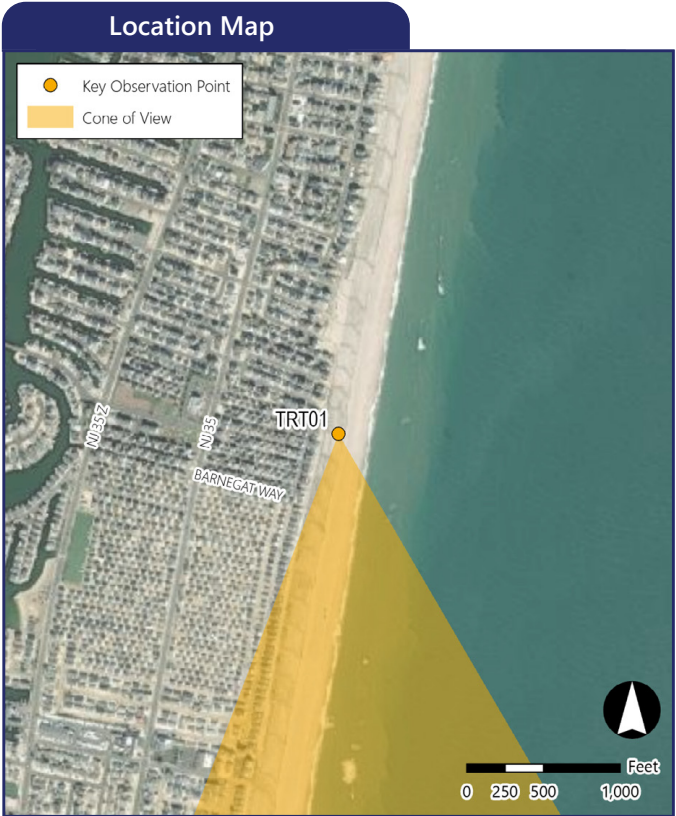 Location Map
Key Observation Point
Cone of View
TRT01
NJ 35 Z
NJ 35
BARNEGAT WAY
Feet
0 250 500 1,000